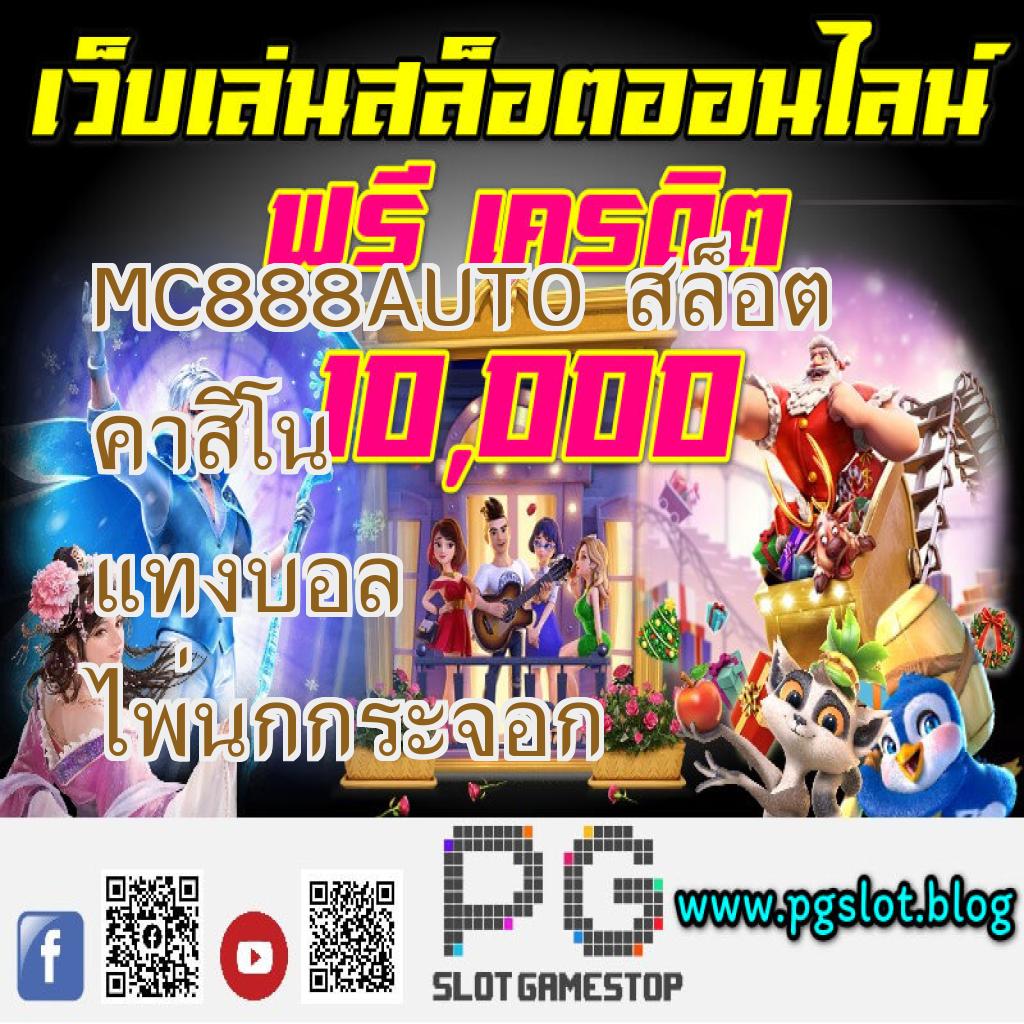 เว็บเล่นสล็อตออนไลน์
ฟรี เครดิต
MC888AUTO สล็อต
10,000
คาสิโน
แทงบอล
ไพ่นกกระจอก
PG
www.pgslot.blog
SLOT GAMESTOP